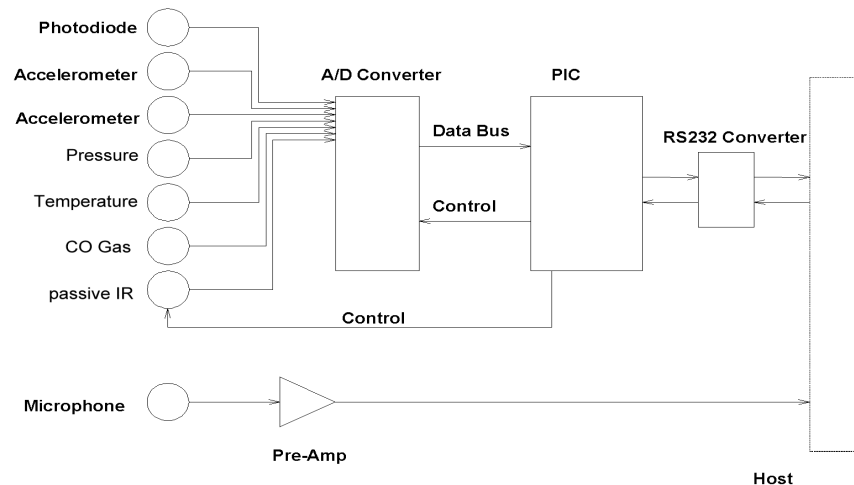 Photodiode
Accelerometer
A/D Converter
PIC
Accelerometer
Data Bus
RS232 Converter
Pressure
Temperature
Control
CO Gas
passive IR
Control
Microphone
Pre-Amp
Host